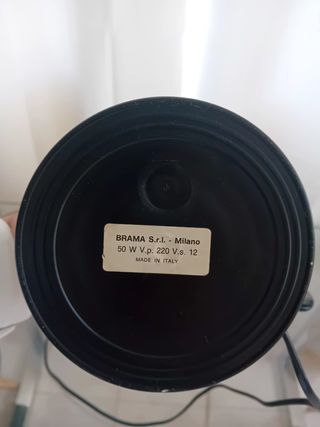 BRAMA S.r.l. - Milano
50 W V.p. 220 V.s. 12
MADE IN ITALY